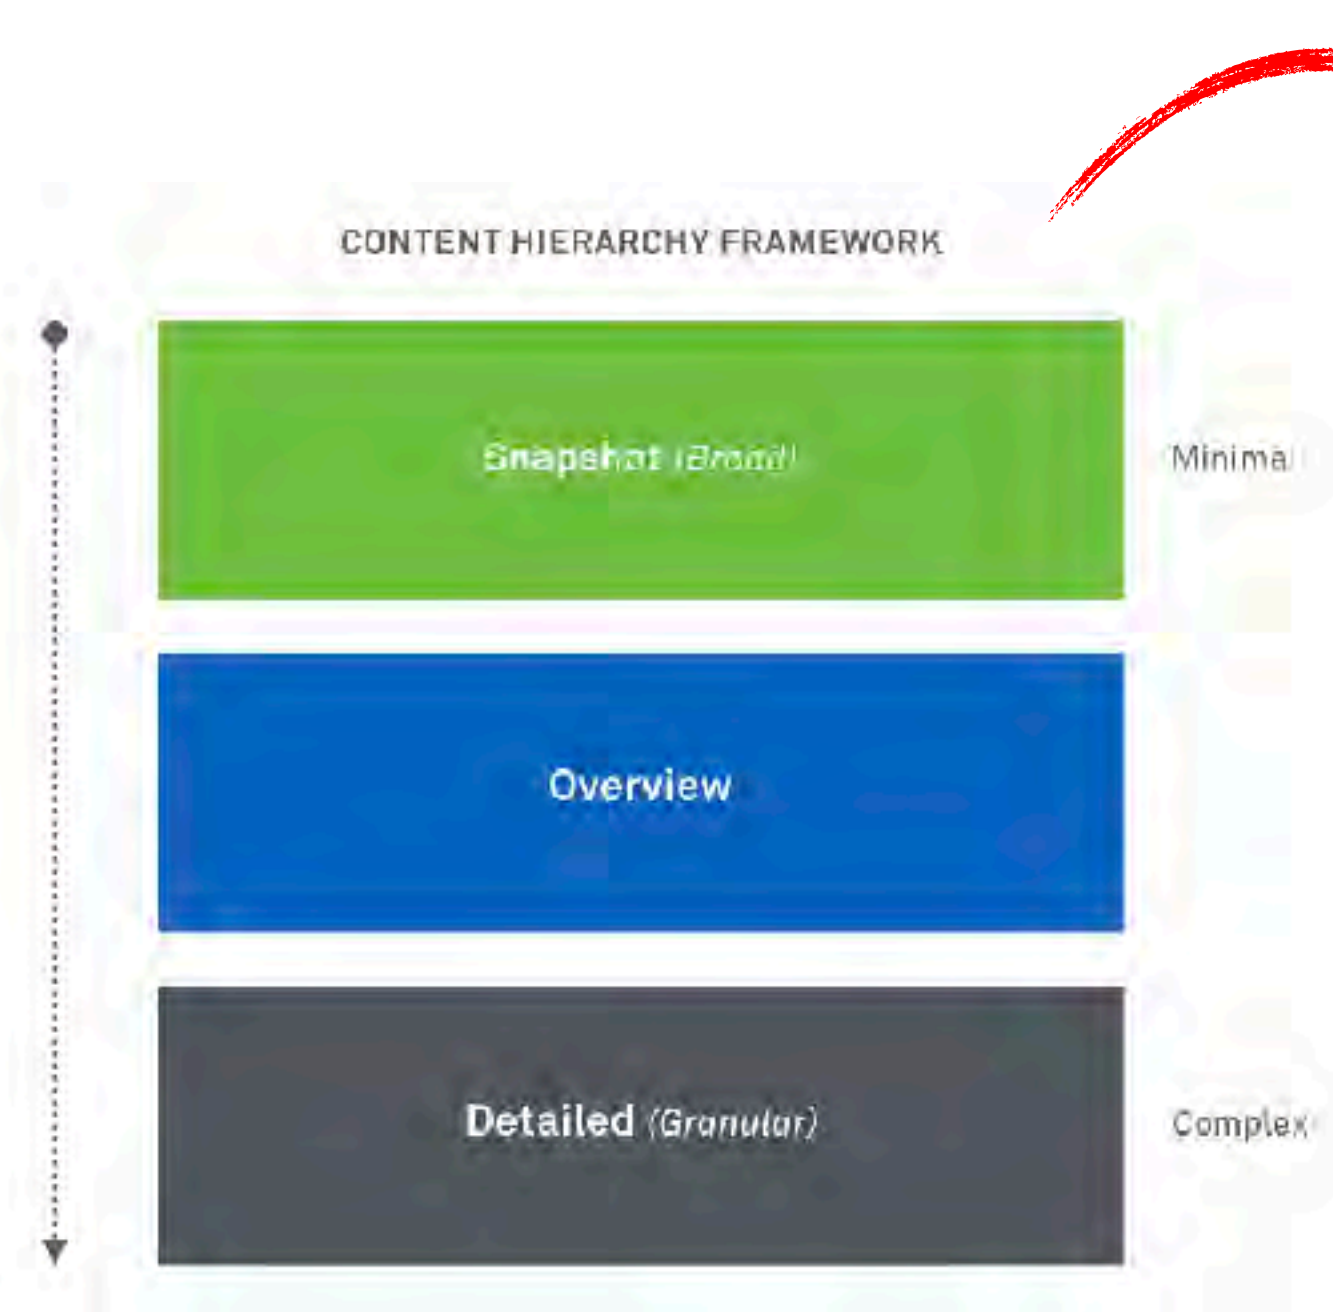 CONTENT HIERARCHY FRAMEWORK
Snapshot (Broad)
Minimal
Overview
Detailed (Granular)
Complex